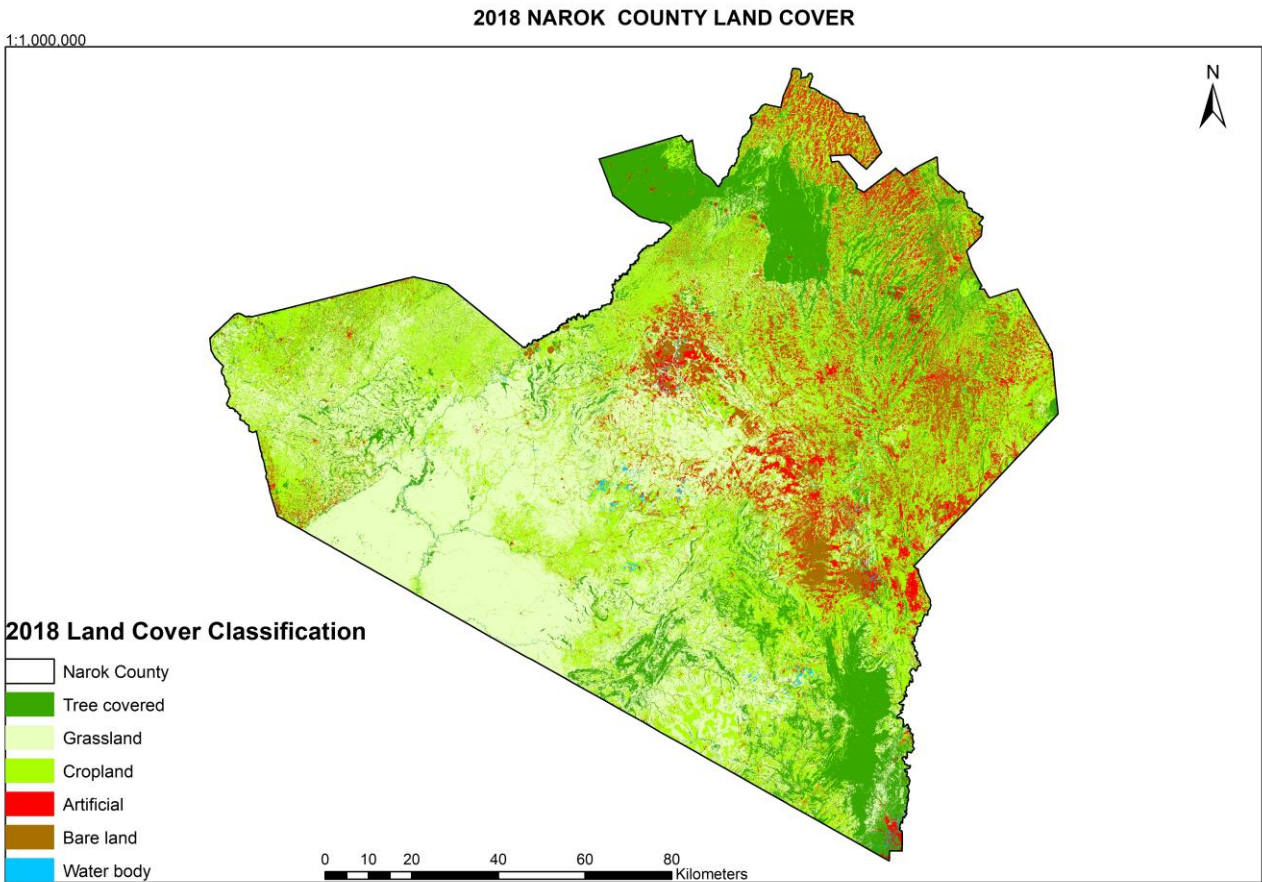 2018 NAROK COUNTY LAND COVER
1:1,000,000
N
2018 Land Cover Classification
Narok County
Tree covered
Grassland
Cropland
Artificial
Bare land
Water body
0 10 20 40 60 80
Kilometers